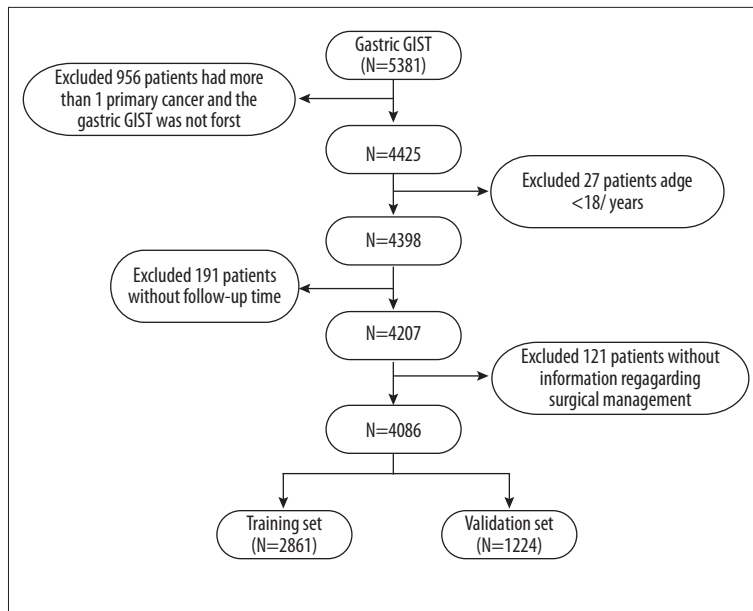 Gastric GIST
(N=5381)
Excluded 956 patients had more
than 1 primary cancer and the
gastric GIST was not forst
N=4425
Excluded 27 patients adge
<18/ years
N=4398
Excluded 191 patients
without follow-up time
N=4207
Excluded 121 patients without
information regagarding
surgical management
N=4086
Training set
(N=2861)
Validation set
(N=1224)